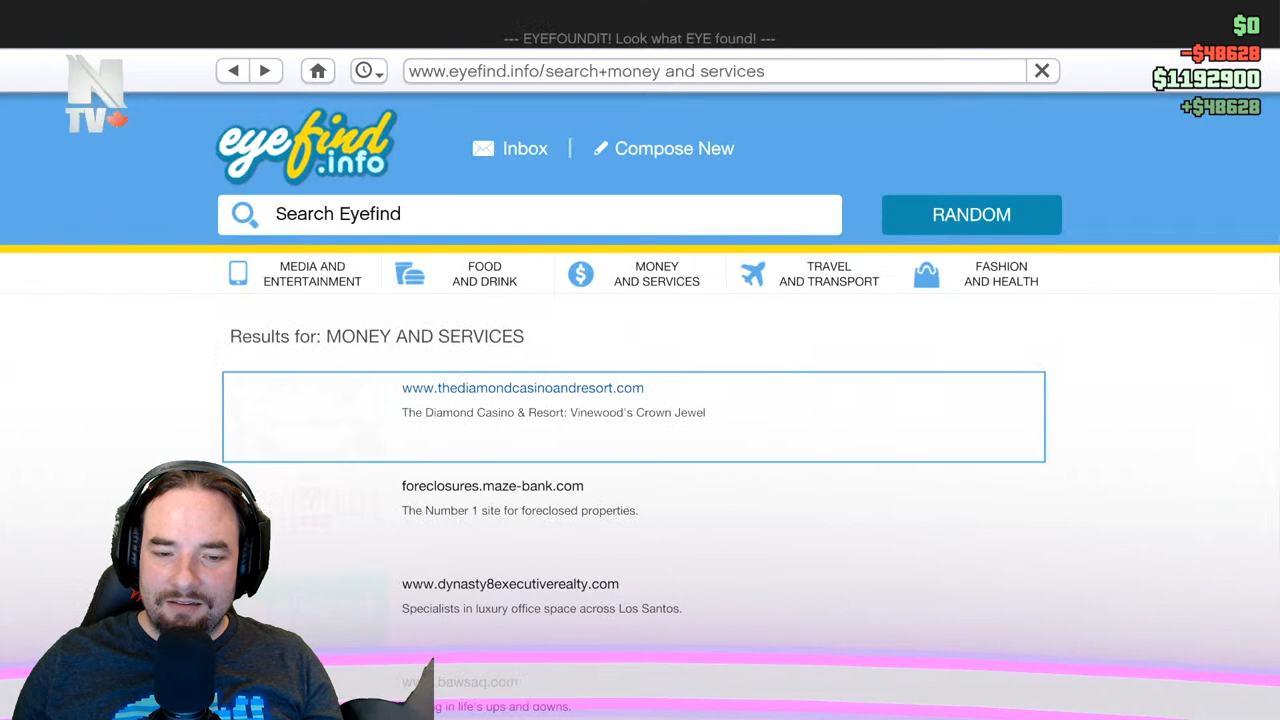 --- EYEFOUNDIT! Look what EYE found! ---
$0
-$48628
$1192900
+$48628
N
TV
www.eyefind.info/search+money and services
eyefind
.info
Inbox
Compose New
Search Eyefind
RANDOM
MEDIA AND
ENTERTAINMENT
FOOD
AND DRINK
MONEY
AND SERVICES
TRAVEL
AND TRANSPORT
FASHION
AND HEALTH
Results for: MONEY AND SERVICES
www.thediamondcasinoandresort.com
The Diamond Casino & Resort: Vinewood's Crown Jewel
foreclosures.maze-bank.com
The Number 1 site for foreclosed properties.
www.dynasty8executiverealty.com
Specialists in luxury office space across Los Santos.
www.bawsaq.com
in life's ups and downs.